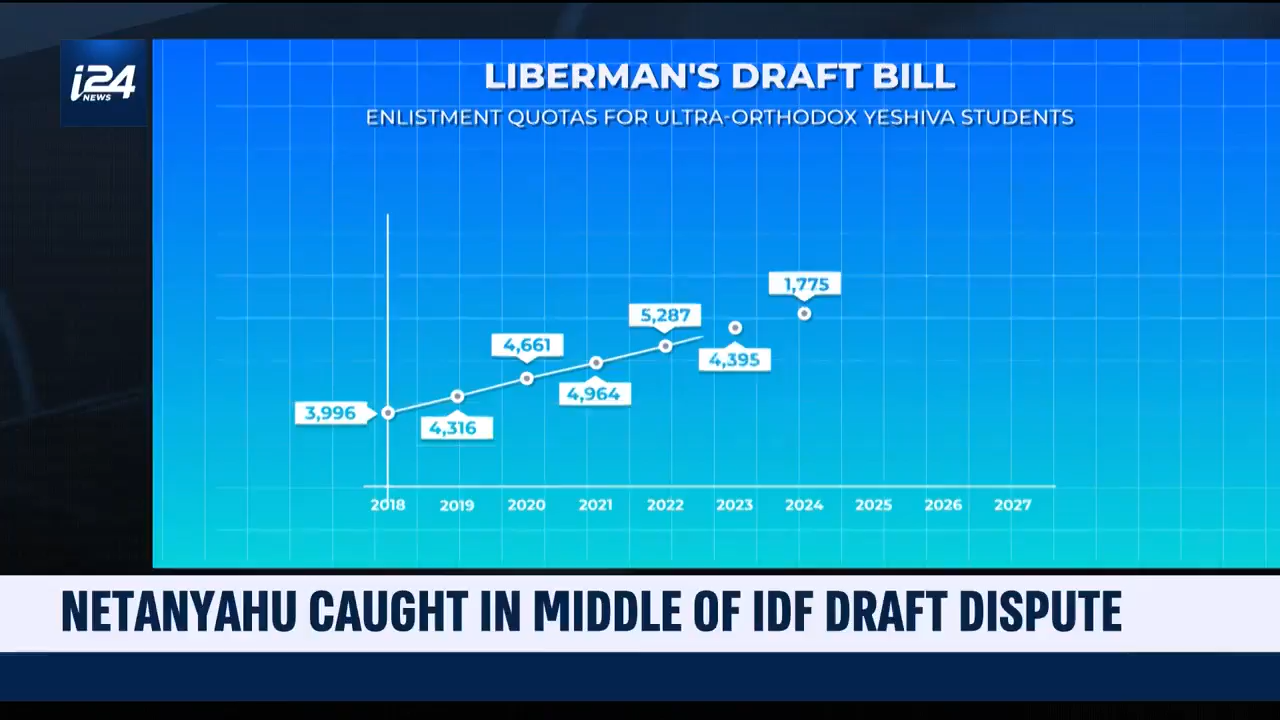 i24
NEWS
LIBERMAN'S DRAFT BILL
ENLISTMENT QUOTAS FOR ULTRA-ORTHODOX YESHIVA STUDENTS
1,775
5,287
4,661
4,395
4,964
3,996
4,316
2018 2019 2020 2021 2022 2023 2024 2025 2026 2027
NETANYAHU CAUGHT IN MIDDLE OF IDF DRAFT DISPUTE